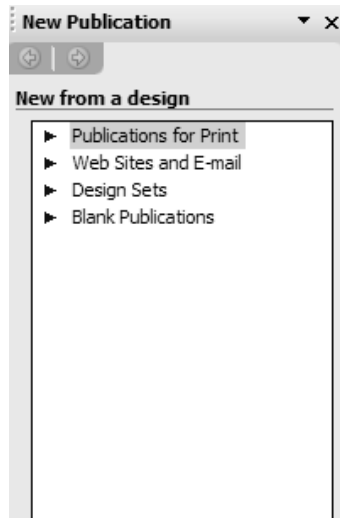 New Publication
New from a design
Publications for Print
Web Sites and E-mail
Design Sets
Blank Publications